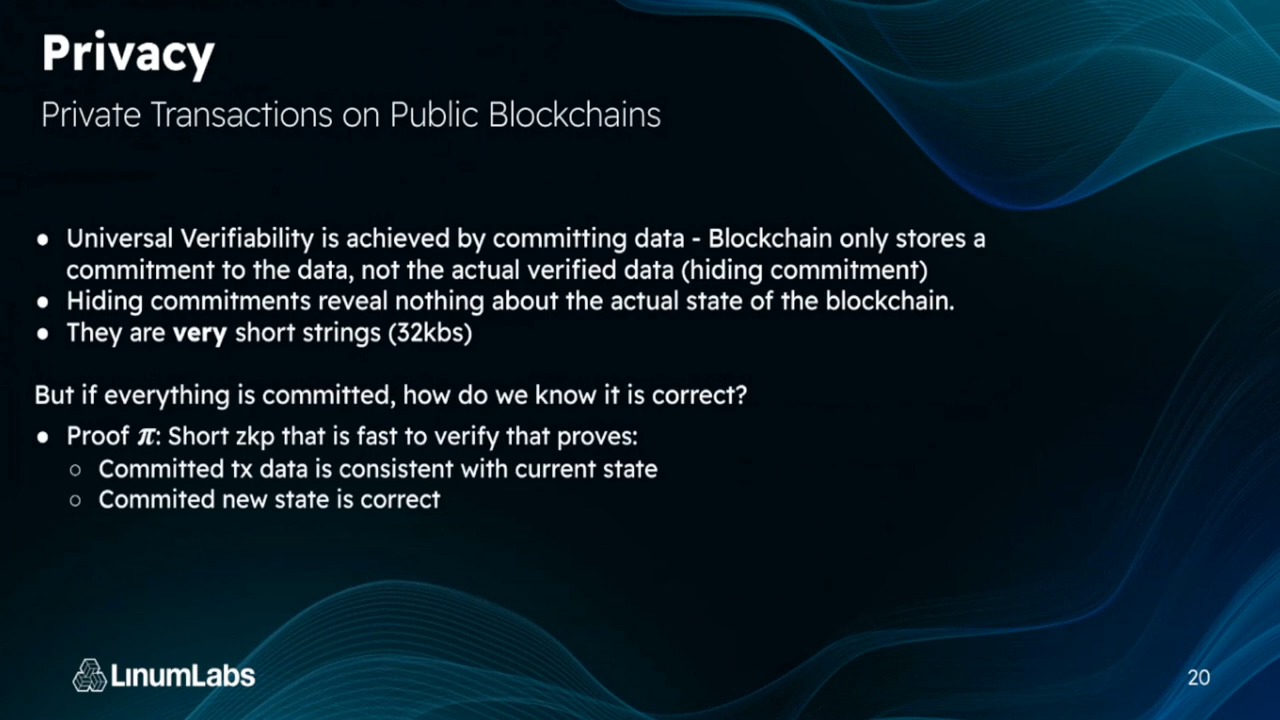 Privacy
Private Transactions on Public Blockchains
● Universal Verifiability is achieved by committing data - Blockchain only stores a
commitment to the data, not the actual verified data (hiding commitment)
● Hiding commitments reveal nothing about the actual state of the blockchain.
● They are very short strings (32kbs)
But if everything is committed, how do we know it is correct?
● Proof π: Short zkp that is fast to verify that proves:
○ Committed tx data is consistent with current state
○ Commited new state is correct
LınumLabs
20